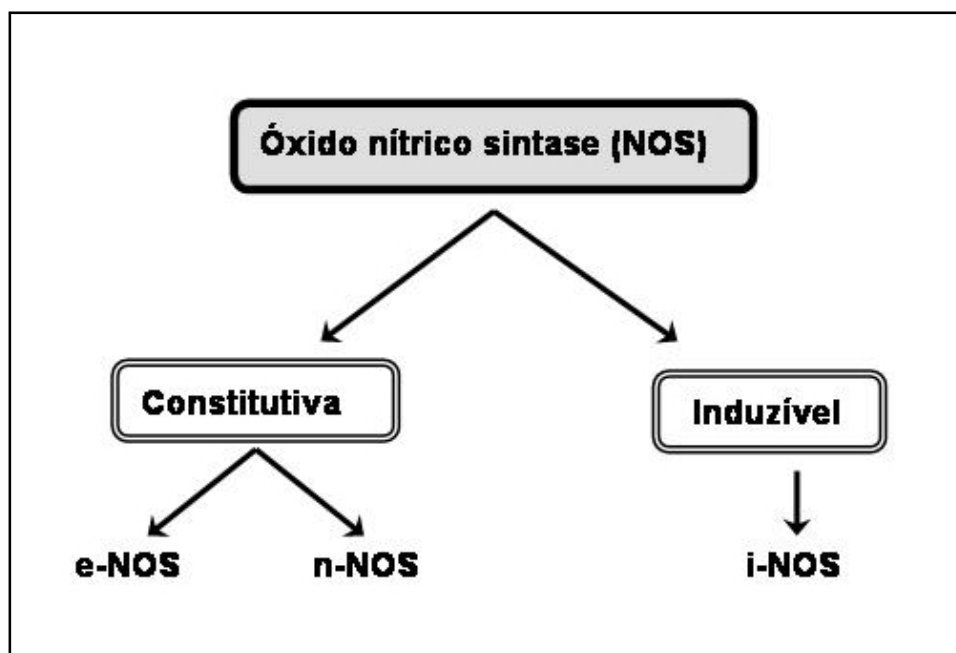 Óxido nítrico sintase (NOS)
Constitutiva
Induzível
e-NOS
n-NOS
i-NOS